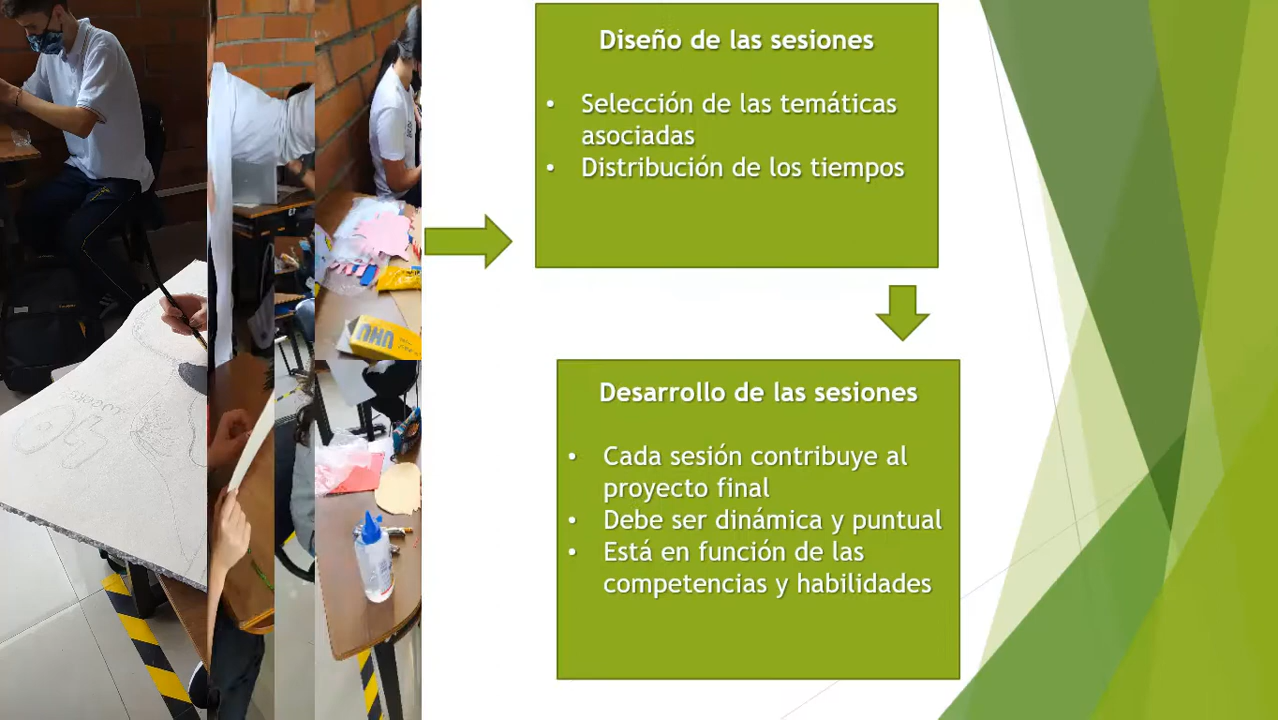 Diseño de las sesiones
• Selección de las temáticas
asociadas
• Distribución de los tiempos
UHU
Desarrollo de las sesiones
• Cada sesión contribuye al
proyecto final
• Debe ser dinámica y puntual
• Está en función de las
competencias y habilidades